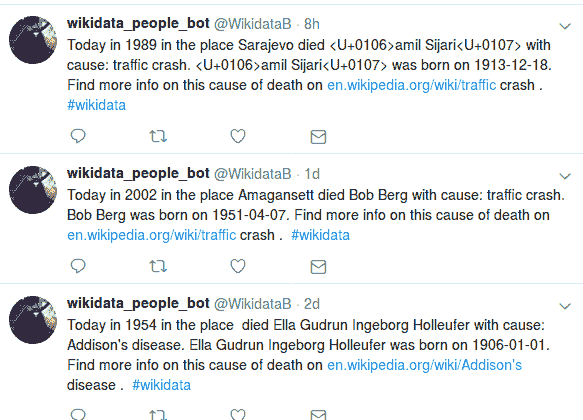 wikidata_people_bot @WikidataB · 8h
Today in 1989 in the place Sarajevo died <U+0106>amil Sijari<U+0107> with
cause: traffic crash. <U+0106>amil Sijari<U+0107> was born on 1913-12-18.
Find more info on this cause of death on en.wikipedia.org/wiki/traffic crash .
#wikidata
wikidata_people_bot @WikidataB · 1d
Today in 2002 in the place Amagansett died Bob Berg with cause: traffic crash.
Bob Berg was born on 1951-04-07. Find more info on this cause of death on
en.wikipedia.org/wiki/traffic crash .  #wikidata
wikidata_people_bot @WikidataB · 2d
Today in 1954 in the place  died Ella Gudrun Ingeborg Holleufer with cause:
Addison's disease. Ella Gudrun Ingeborg Holleufer was born on 1906-01-01.
Find more info on this cause of death on en.wikipedia.org/wiki/Addison's
disease .  #wikidata